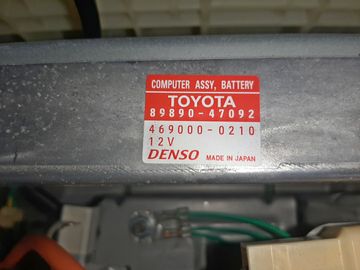 COMPUTER ASSY, BATTERY
TOYOTA
89890-47092
469000-0210
12V
DENSO MADE IN JAPAN